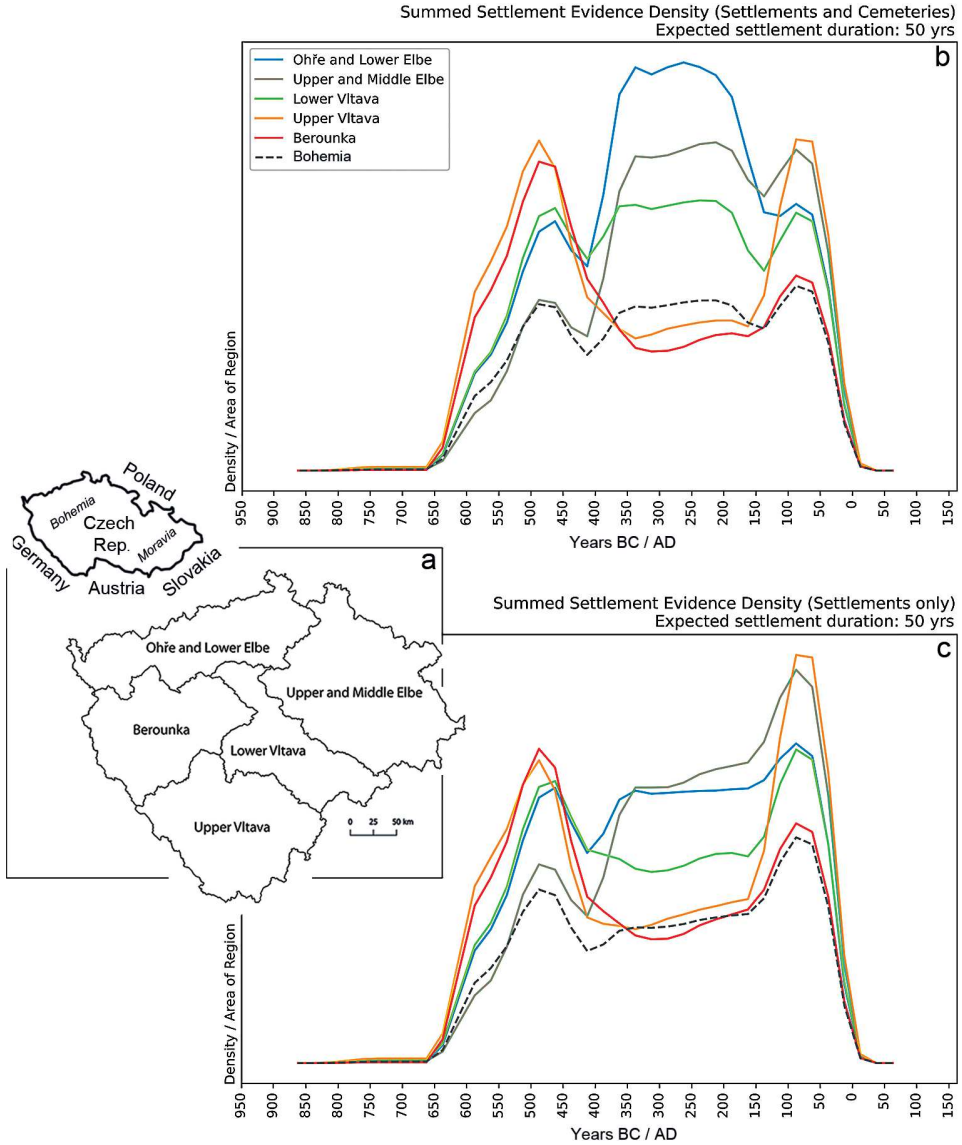 Summed Settlement Evidence Density (Settlements and Cemeteries)
Expected settlement duration: 50 yrs
b
Ohře and Lower Elbe
Upper and Middle Elbe
Lower Vltava
Upper Vltava
Berounka
Bohemia
Density / Area of Region
950 900 850 800 750 700 650 600 550 500 450 400 350 300 250 200 150 100 50 0 50 100 150
Years BC / AD
Poland
Bohemia
Czech
Rep.
Moravia
Germany
Austria
Slovakia
a
Ohře and Lower Elbe
Upper and Middle Elbe
Berounka
Lower Vltava
Upper Vltava
0 25 50 km
Summed Settlement Evidence Density (Settlements only)
Expected settlement duration: 50 yrs
c
Density / Area of Region
950 900 850 800 750 700 650 600 550 500 450 400 350 300 250 200 150 100 50 0 50 100 150
Years BC / AD